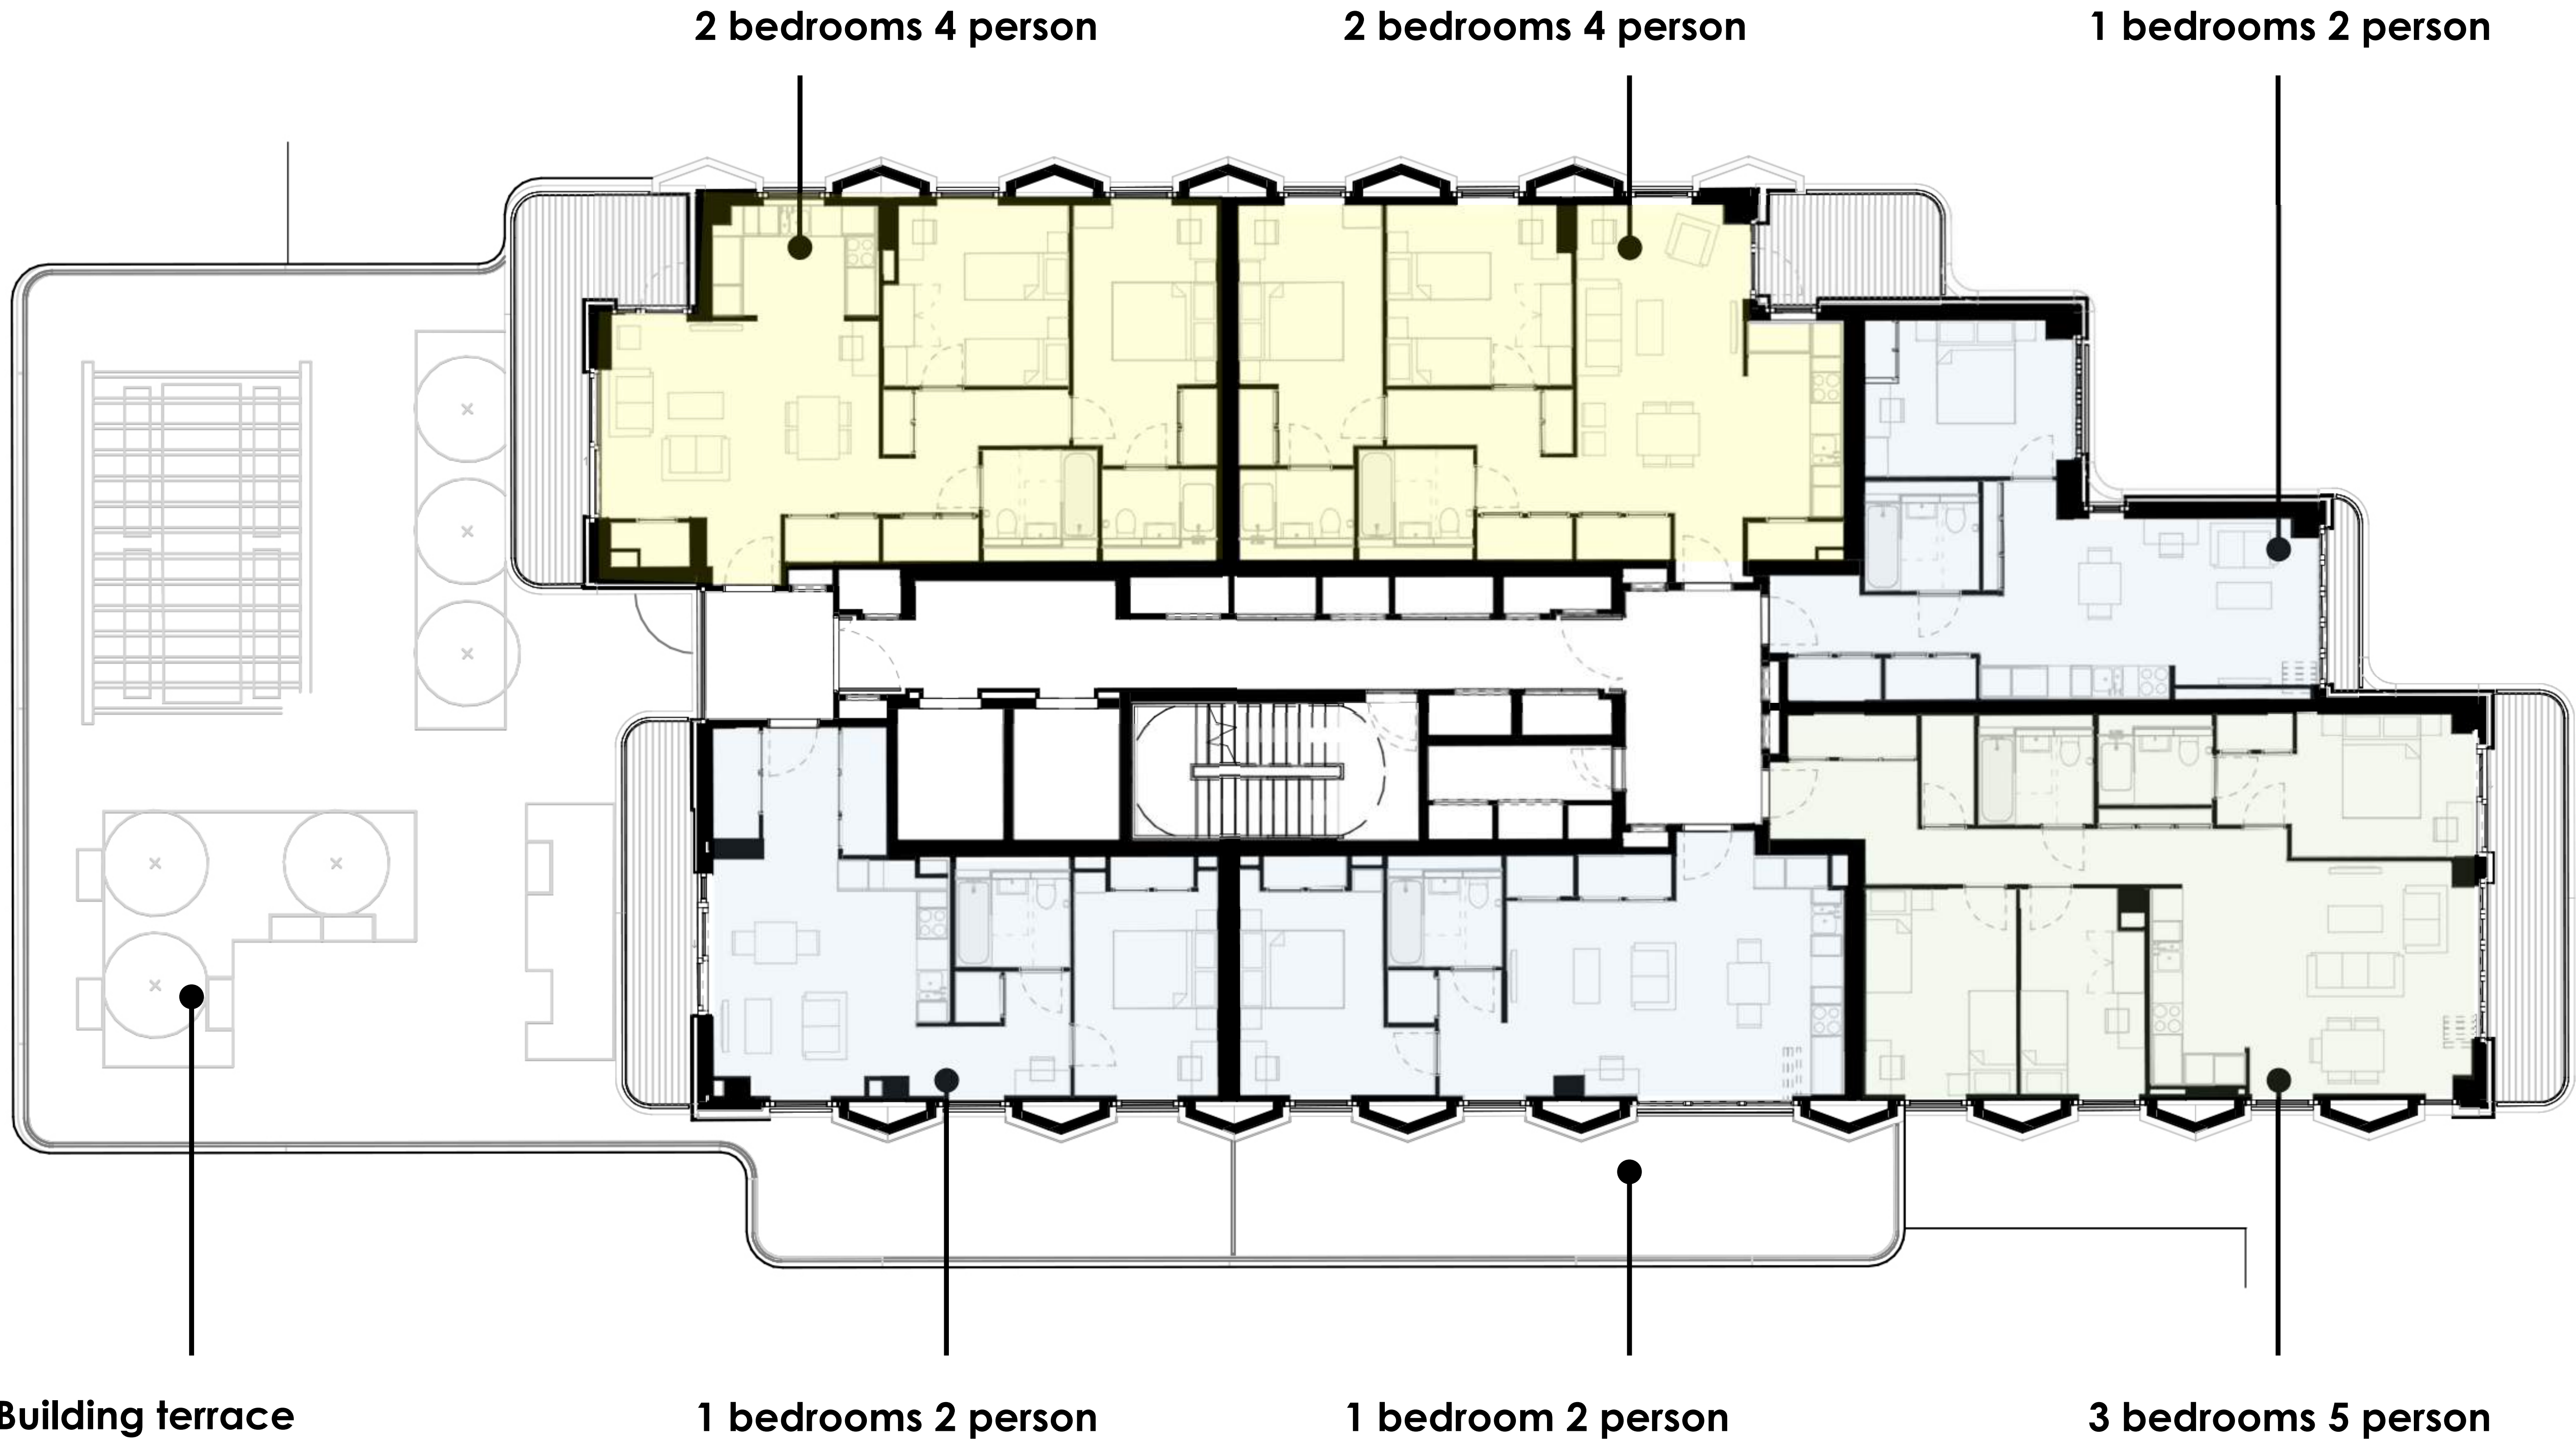 2 bedrooms 4 person
2 bedrooms 4 person
1 bedrooms 2 person
Building terrace
1 bedrooms 2 person
1 bedroom 2 person
3 bedrooms 5 person